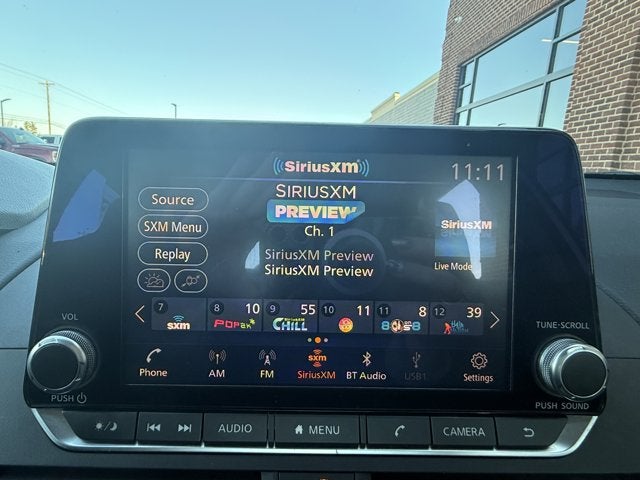 SiriusXM
11:11
SIRIUSXM
PREVIEW
Ch. 1
Source
SXM Menu
Replay
SiriusXM Preview
SiriusXM Preview
SiriusXM
Live Mode
7
sxm
8 10
POP
9 55
CHILL
10 11
11 8
12 39
VOL
PUSH
TUNE·SCROLL
PUSH SOUND
Phone
AM
FM
SiriusXM
BT Audio
USB1
Settings
AUDIO
MENU
CAMERA